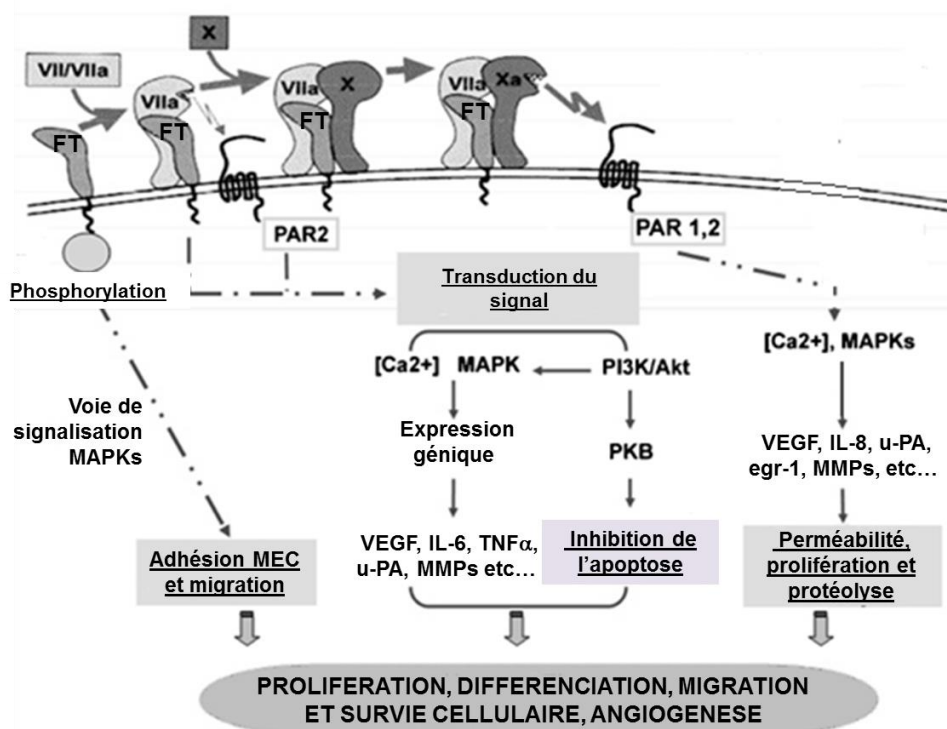 X
VII/VIIa
VIIa
FT
FT
VIIa
X
FT
VIIa
Xa
FT
PAR2
PAR 1,2
Phosphorylation
Transduction du
signal
[Ca2+] MAPK
PI3K/Akt
[Ca2+], MAPKs
Voie de
signalisation
MAPKs
Expression
génique
PKB
VEGF, IL-8, u-PA,
egr-1, MMPs, etc…
Adhésion MEC
et migration
VEGF, IL-6, TNFα,
u-PA, MMPs etc…
Inhibition de
l'apoptose
Perméabilité,
prolifération et
protéolyse
PROLIFERATION, DIFFERENCIATION, MIGRATION
ET SURVIE CELLULAIRE, ANGIOGENESE